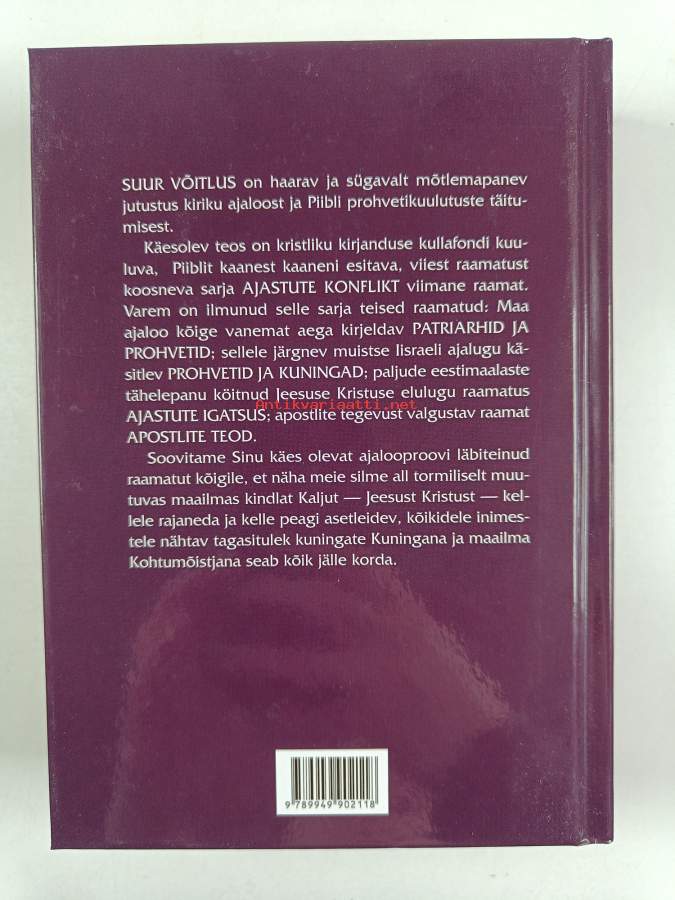 SUUR VÕITLUS on haarav ja sügavalt mõtlemapanev
jutustus kiriku ajaloost ja Piibli prohvetikuulutuste täitu-
misest.
Käesolev teos on kristliku kirjanduse kullafondi kuu-
luva, Piiblit kaanest kaaneni esitava, viiest raamatust
koosneva sarja AJASTUTE KONFLIKT viimane raamat.
Varem on ilmunud selle sarja teised raamatud: Maa
ajaloo kõige vanemat aega kirjeldav PATRIARHID JA
PROHVETID; sellele järgnev muistse Iisraeli ajalugu kä-
sitlev PROHVETID JA KUNINGAD; paljude eestimaalaste
tähelepanu köitnud Jeesuse Kristuse elulugu raamatus
Antikvariaatti.net
AJASTUTE IGATSUS; apostlite tegevust valgustav raamat
APOSTLITE TEOD.
Soovitame Sinu käes olevat ajalooproovi läbiteinud
raamatut kõigile, et näha meie silme all tormiliselt muu-
tuvas maailmas kindlat Kaljut — Jeesust Kristust — kel-
lele rajaneda ja kelle peagi asetleidev, kõikidele inimes-
tele nähtav tagasitulek kuningate Kuningana ja maailma
Kohtumõistjana seab kõik jälle korda.
9 789949 902118